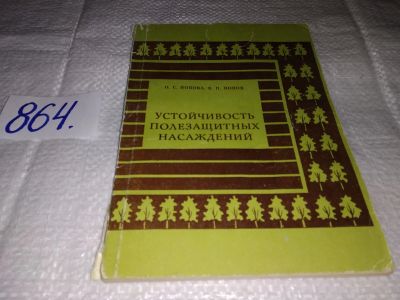 864.
О. С. ПОПОВА, В. П. ПОПОВ
УСТОЙЧИВОСТЬ
ПОЛЕЗАЩИТНЫХ
НАСАЖДЕНИЙ